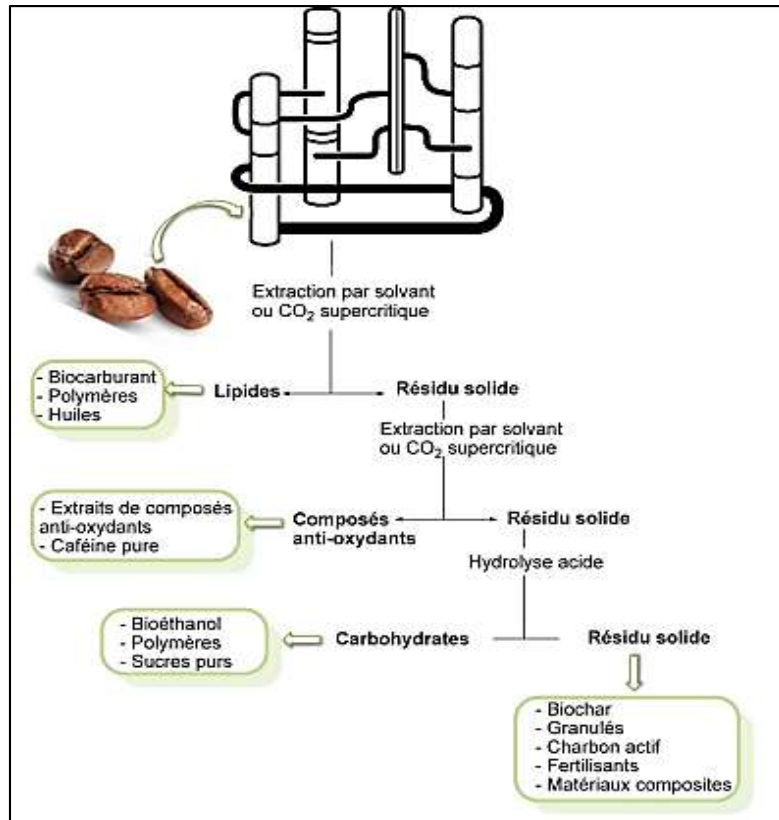 Extraction par solvant
ou CO₂ supercritique
- Biocarburant
- Polymères
- Huiles
Lipides
Résidu solide
Extraction par solvant
ou CO₂ supercritique
- Extraits de composés
anti-oxydants
- Caféine pure
Composés
anti-oxydants
Résidu solide
Hydrolyse acide
- Bioéthanol
- Polymères
- Sucres purs
Carbohydrates
Résidu solide
- Biochar
- Granulés
- Charbon actif
- Fertilisants
- Matériaux composites